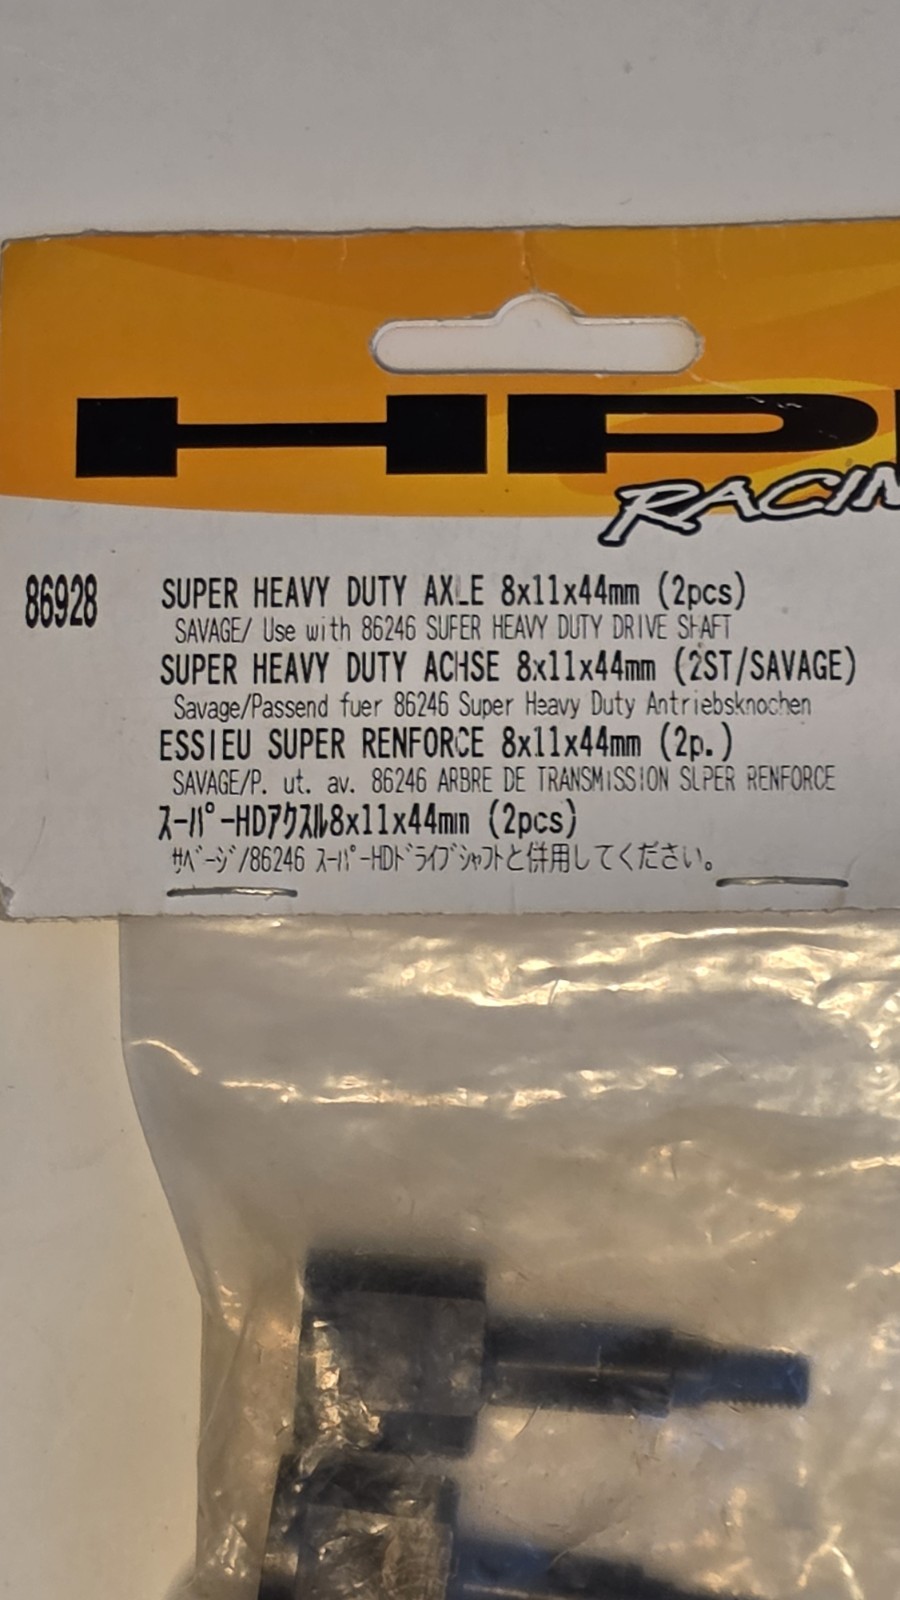 HPI
RACIN
86928
SUPER HEAVY DUTY AXLE 8x11x44mm (2pcs)
SAVAGE/ Use with 86246 SUPER HEAVY DUTY DRIVE SHAFT
SUPER HEAVY DUTY ACHSE 8x11x44mm (2ST/SAVAGE)
Savage/Passend fuer 86246 Super Heavy Duty Antriebsknochen
ESSIEU SUPER RENFORCE 8x11x44mm (2p.)
SAVAGE/P. ut. av. 86246 ARBRE DE TRANSMISSION SUPER RENFORCE
ｽｰﾊﾟｰHDｱｸｽﾙ8x11x44mm (2pcs)
ｻﾍﾞｰｼﾞ/86246 ｽｰﾊﾟｰHDﾄﾞﾗｲﾌﾞｼｬﾌﾄと併用してください。